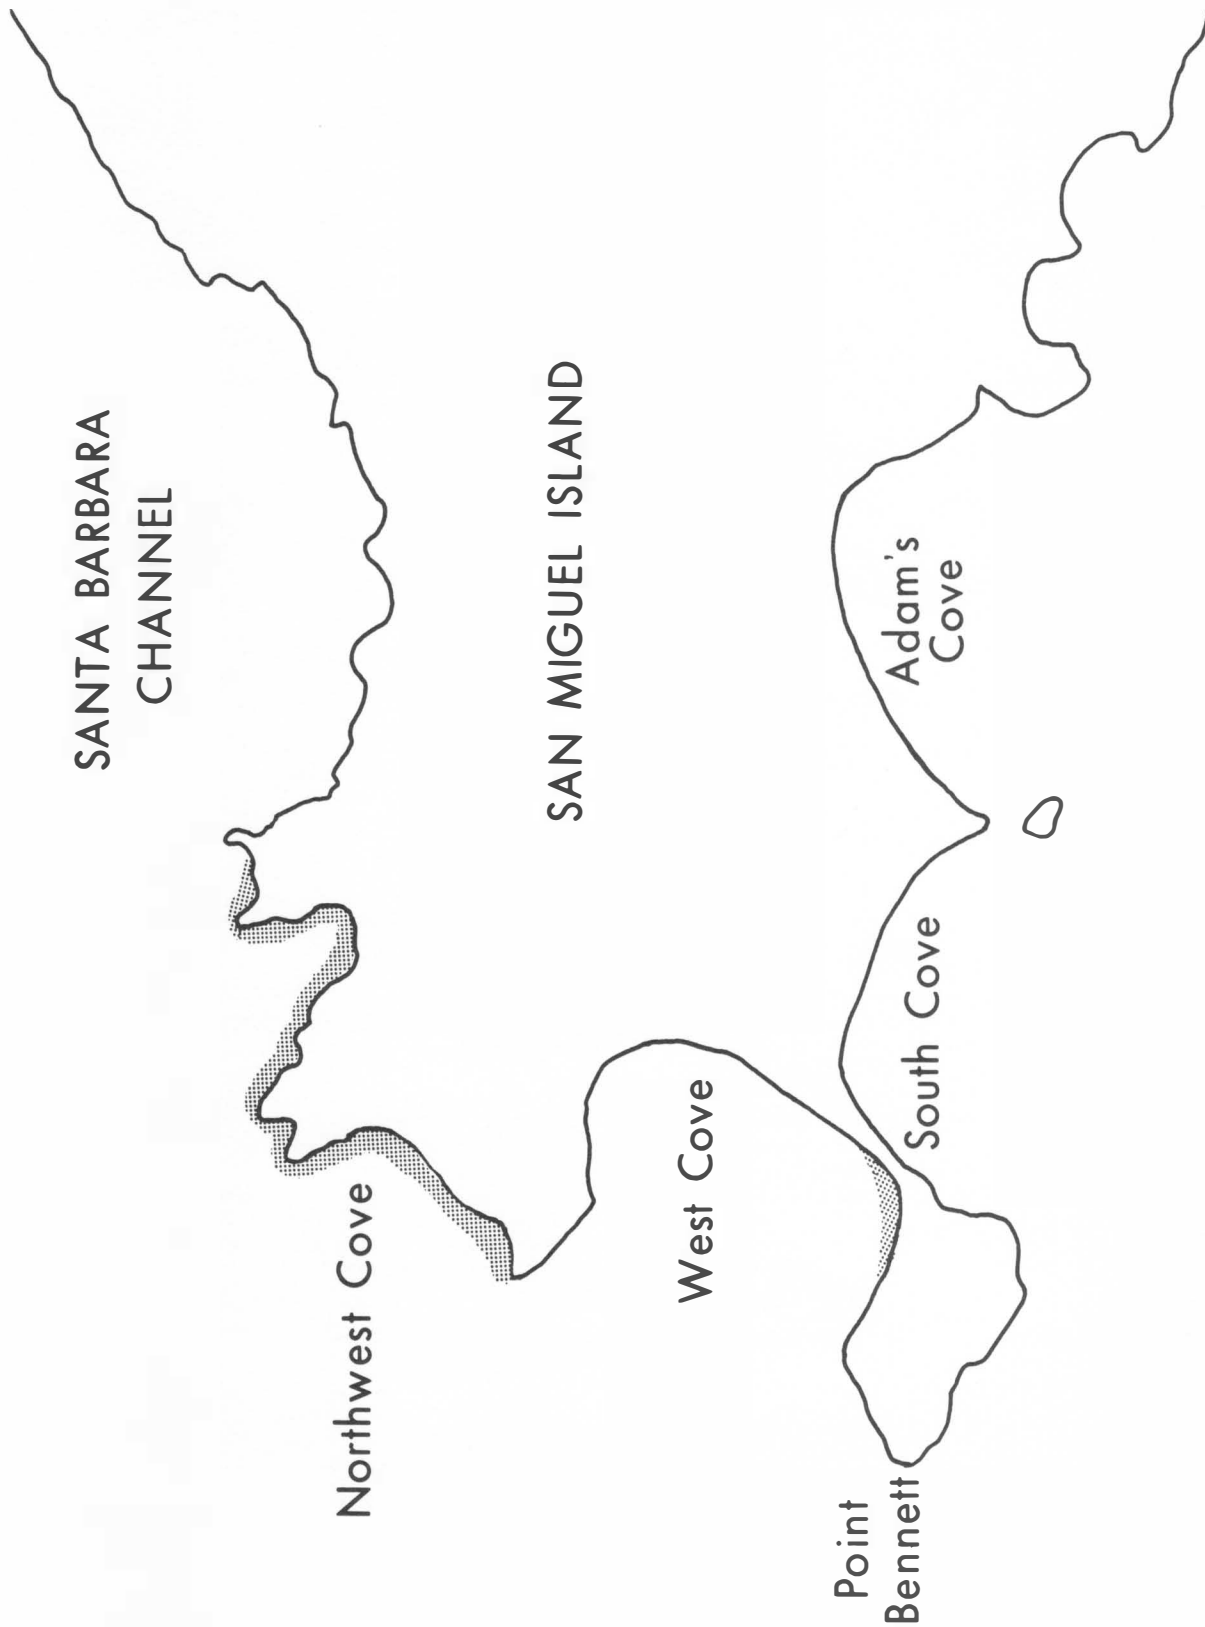 SANTA BARBARA
CHANNEL
SAN MIGUEL ISLAND
Northwest Cove
West Cove
Adam's
Cove
South Cove
Point
Bennett